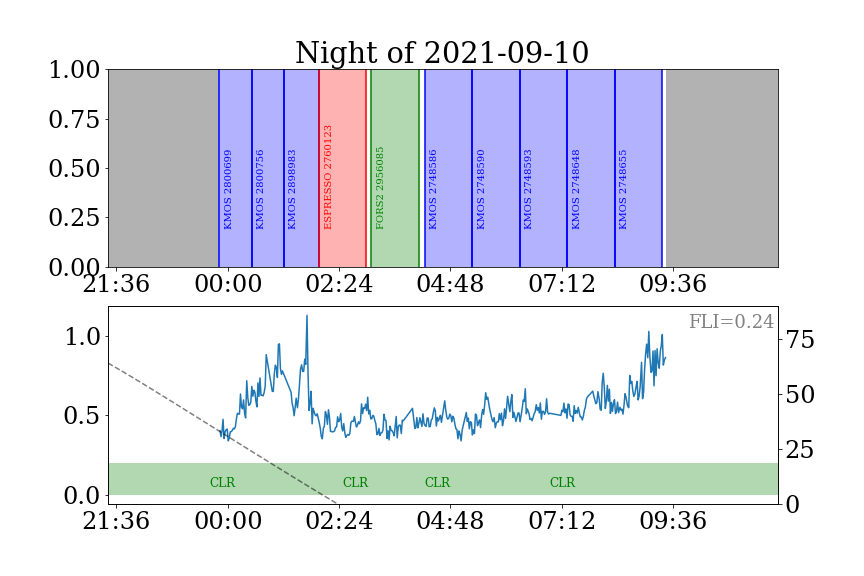 Night of 2021-09-10
1.00
0.75
0.50
0.25
0.00
KMOS 2800699
KMOS 2800756
KMOS 2898983
ESPRESSO 2760123
FORS2 2956085
KMOS 2748586
KMOS 2748590
KMOS 2748593
KMOS 2748648
KMOS 2748655
21:36 00:00 02:24 04:48 07:12 09:36
FLI=0.24
1.0
0.5
0.0
75
50
25
0
CLR CLR CLR CLR
21:36 00:00 02:24 04:48 07:12 09:36